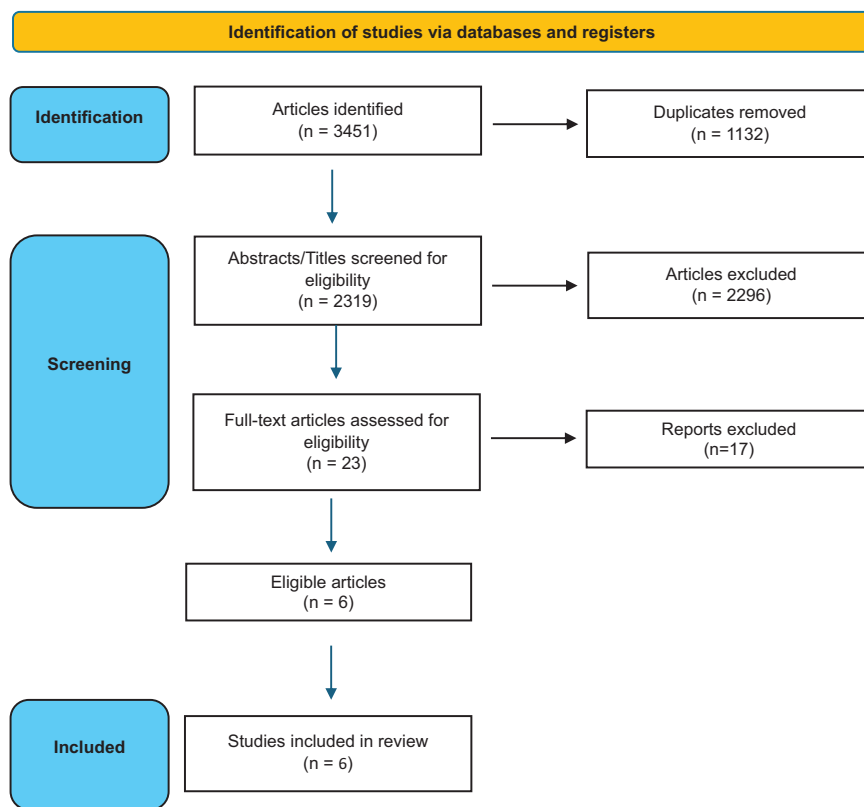 Identification of studies via databases and registers
Identification
Articles identified
(n = 3451)
Duplicates removed
(n = 1132)
Screening
Abstracts/Titles screened for
eligibility
(n = 2319)
Articles excluded
(n = 2296)
Full-text articles assessed for
eligibility
(n = 23)
Reports excluded
(n=17)
Eligible articles
(n = 6)
Included
Studies included in review
(n = 6)